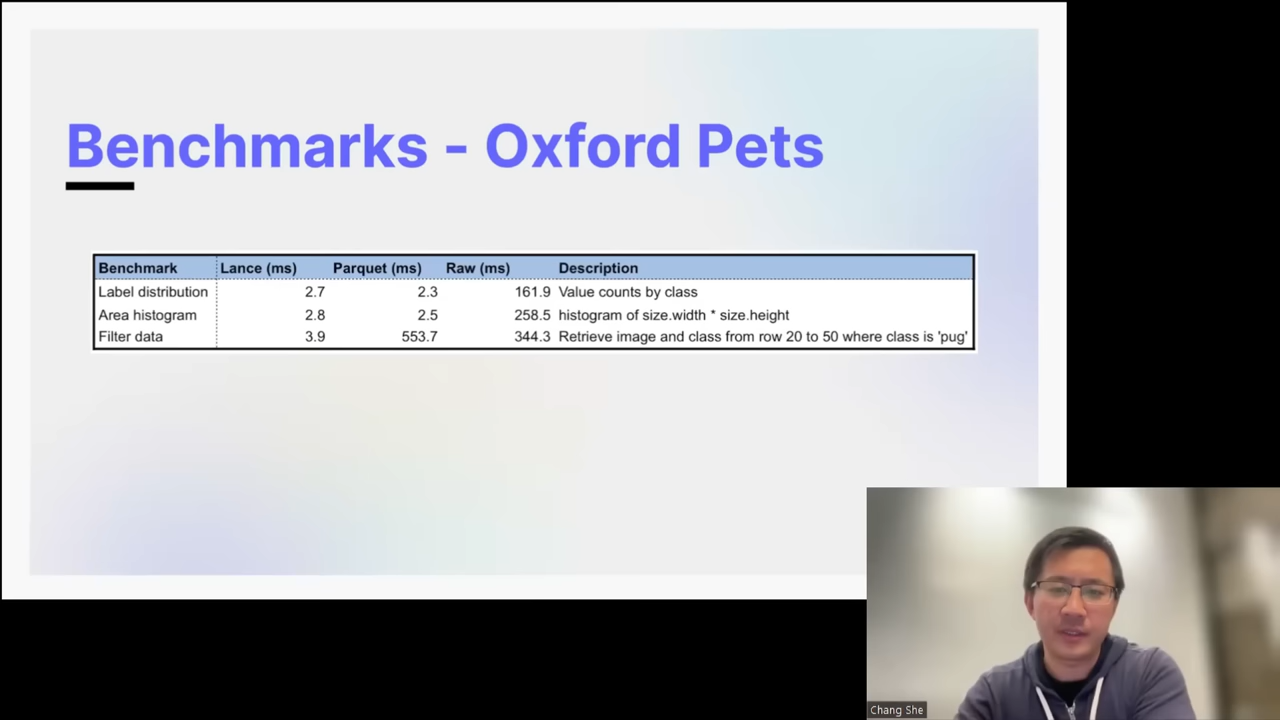 Benchmarks - Oxford Pets
Benchmark Lance (ms) Parquet (ms) Raw (ms) Description
Label distribution 2.7 2.3 161.9 Value counts by class
Area histogram 2.8 2.5 258.5 histogram of size.width * size.height
Filter data 3.9 553.7 344.3 Retrieve image and class from row 20 to 50 where class is 'pug'
Chang She